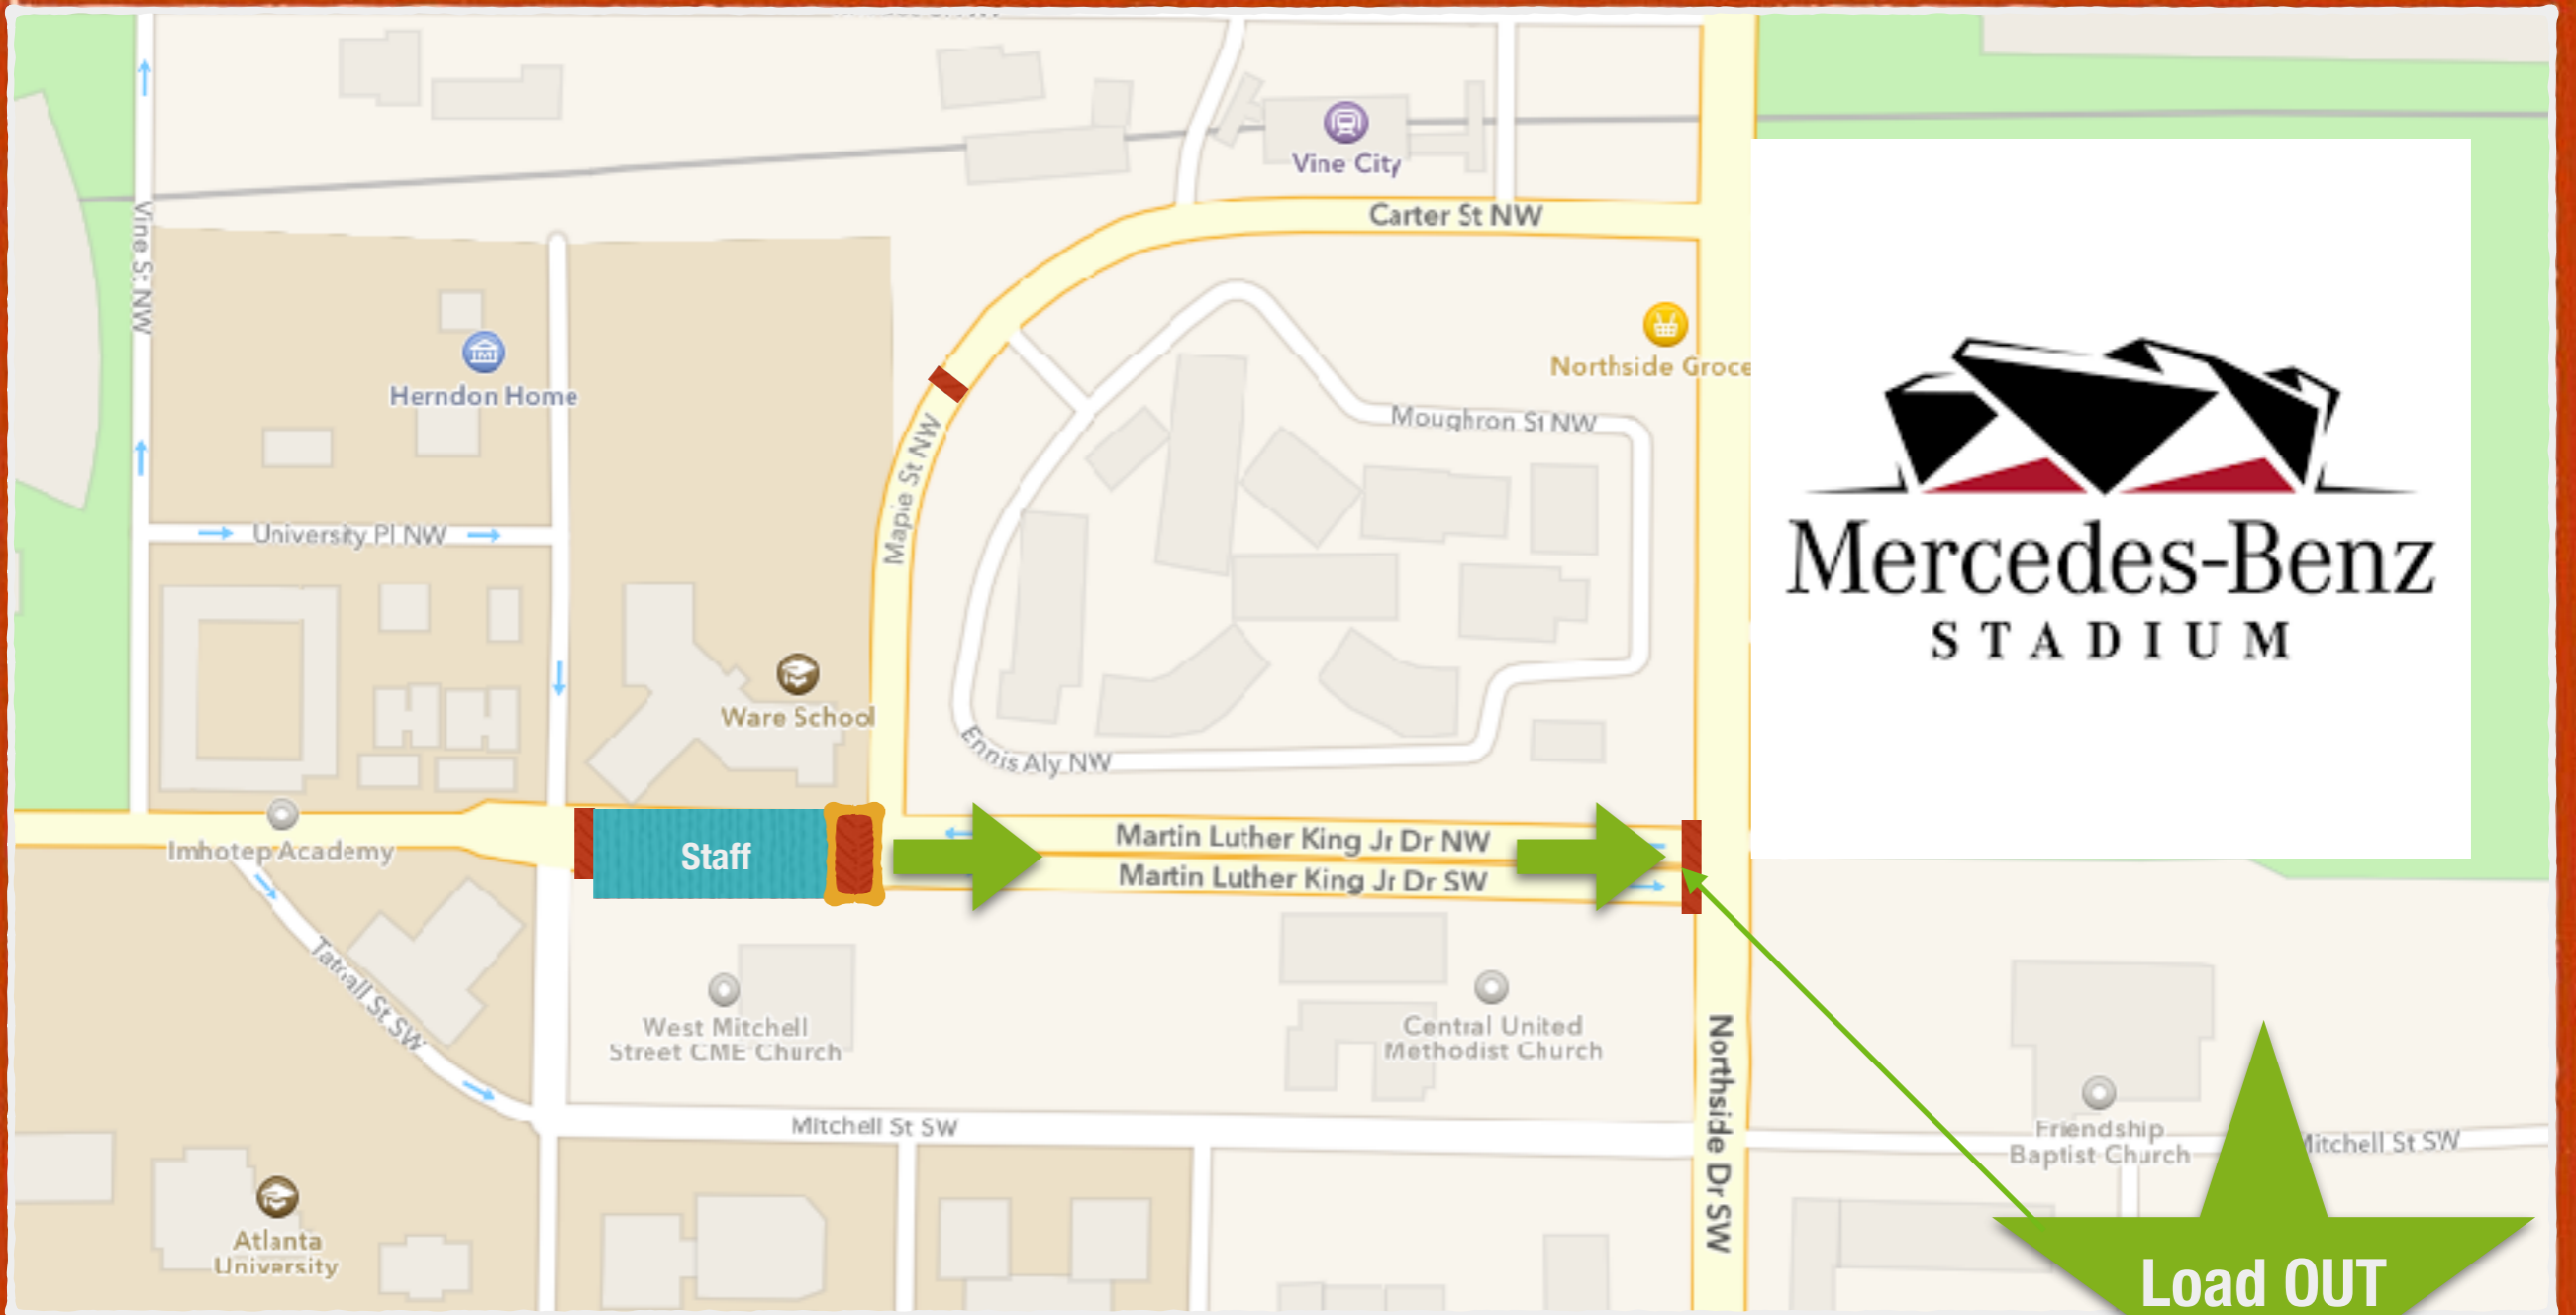 Vine City
Carter St NW
Vine St NW
Herndon Home
Northside Groce
Maple St NW
Moughron St NW
University Pl NW
Mercedes-Benz
STADIUM
Ware School
Ennis Aly NW
Imhotep Academy
Staff
Martin Luther King Jr Dr NW
Martin Luther King Jr Dr SW
Tatnall St SW
West Mitchell
Street CME Church
Central United
Methodist Church
Northside Dr SW
Mitchell St SW
Friendship
Baptist Church
Mitchell St SW
Atlanta
University
Load OUT